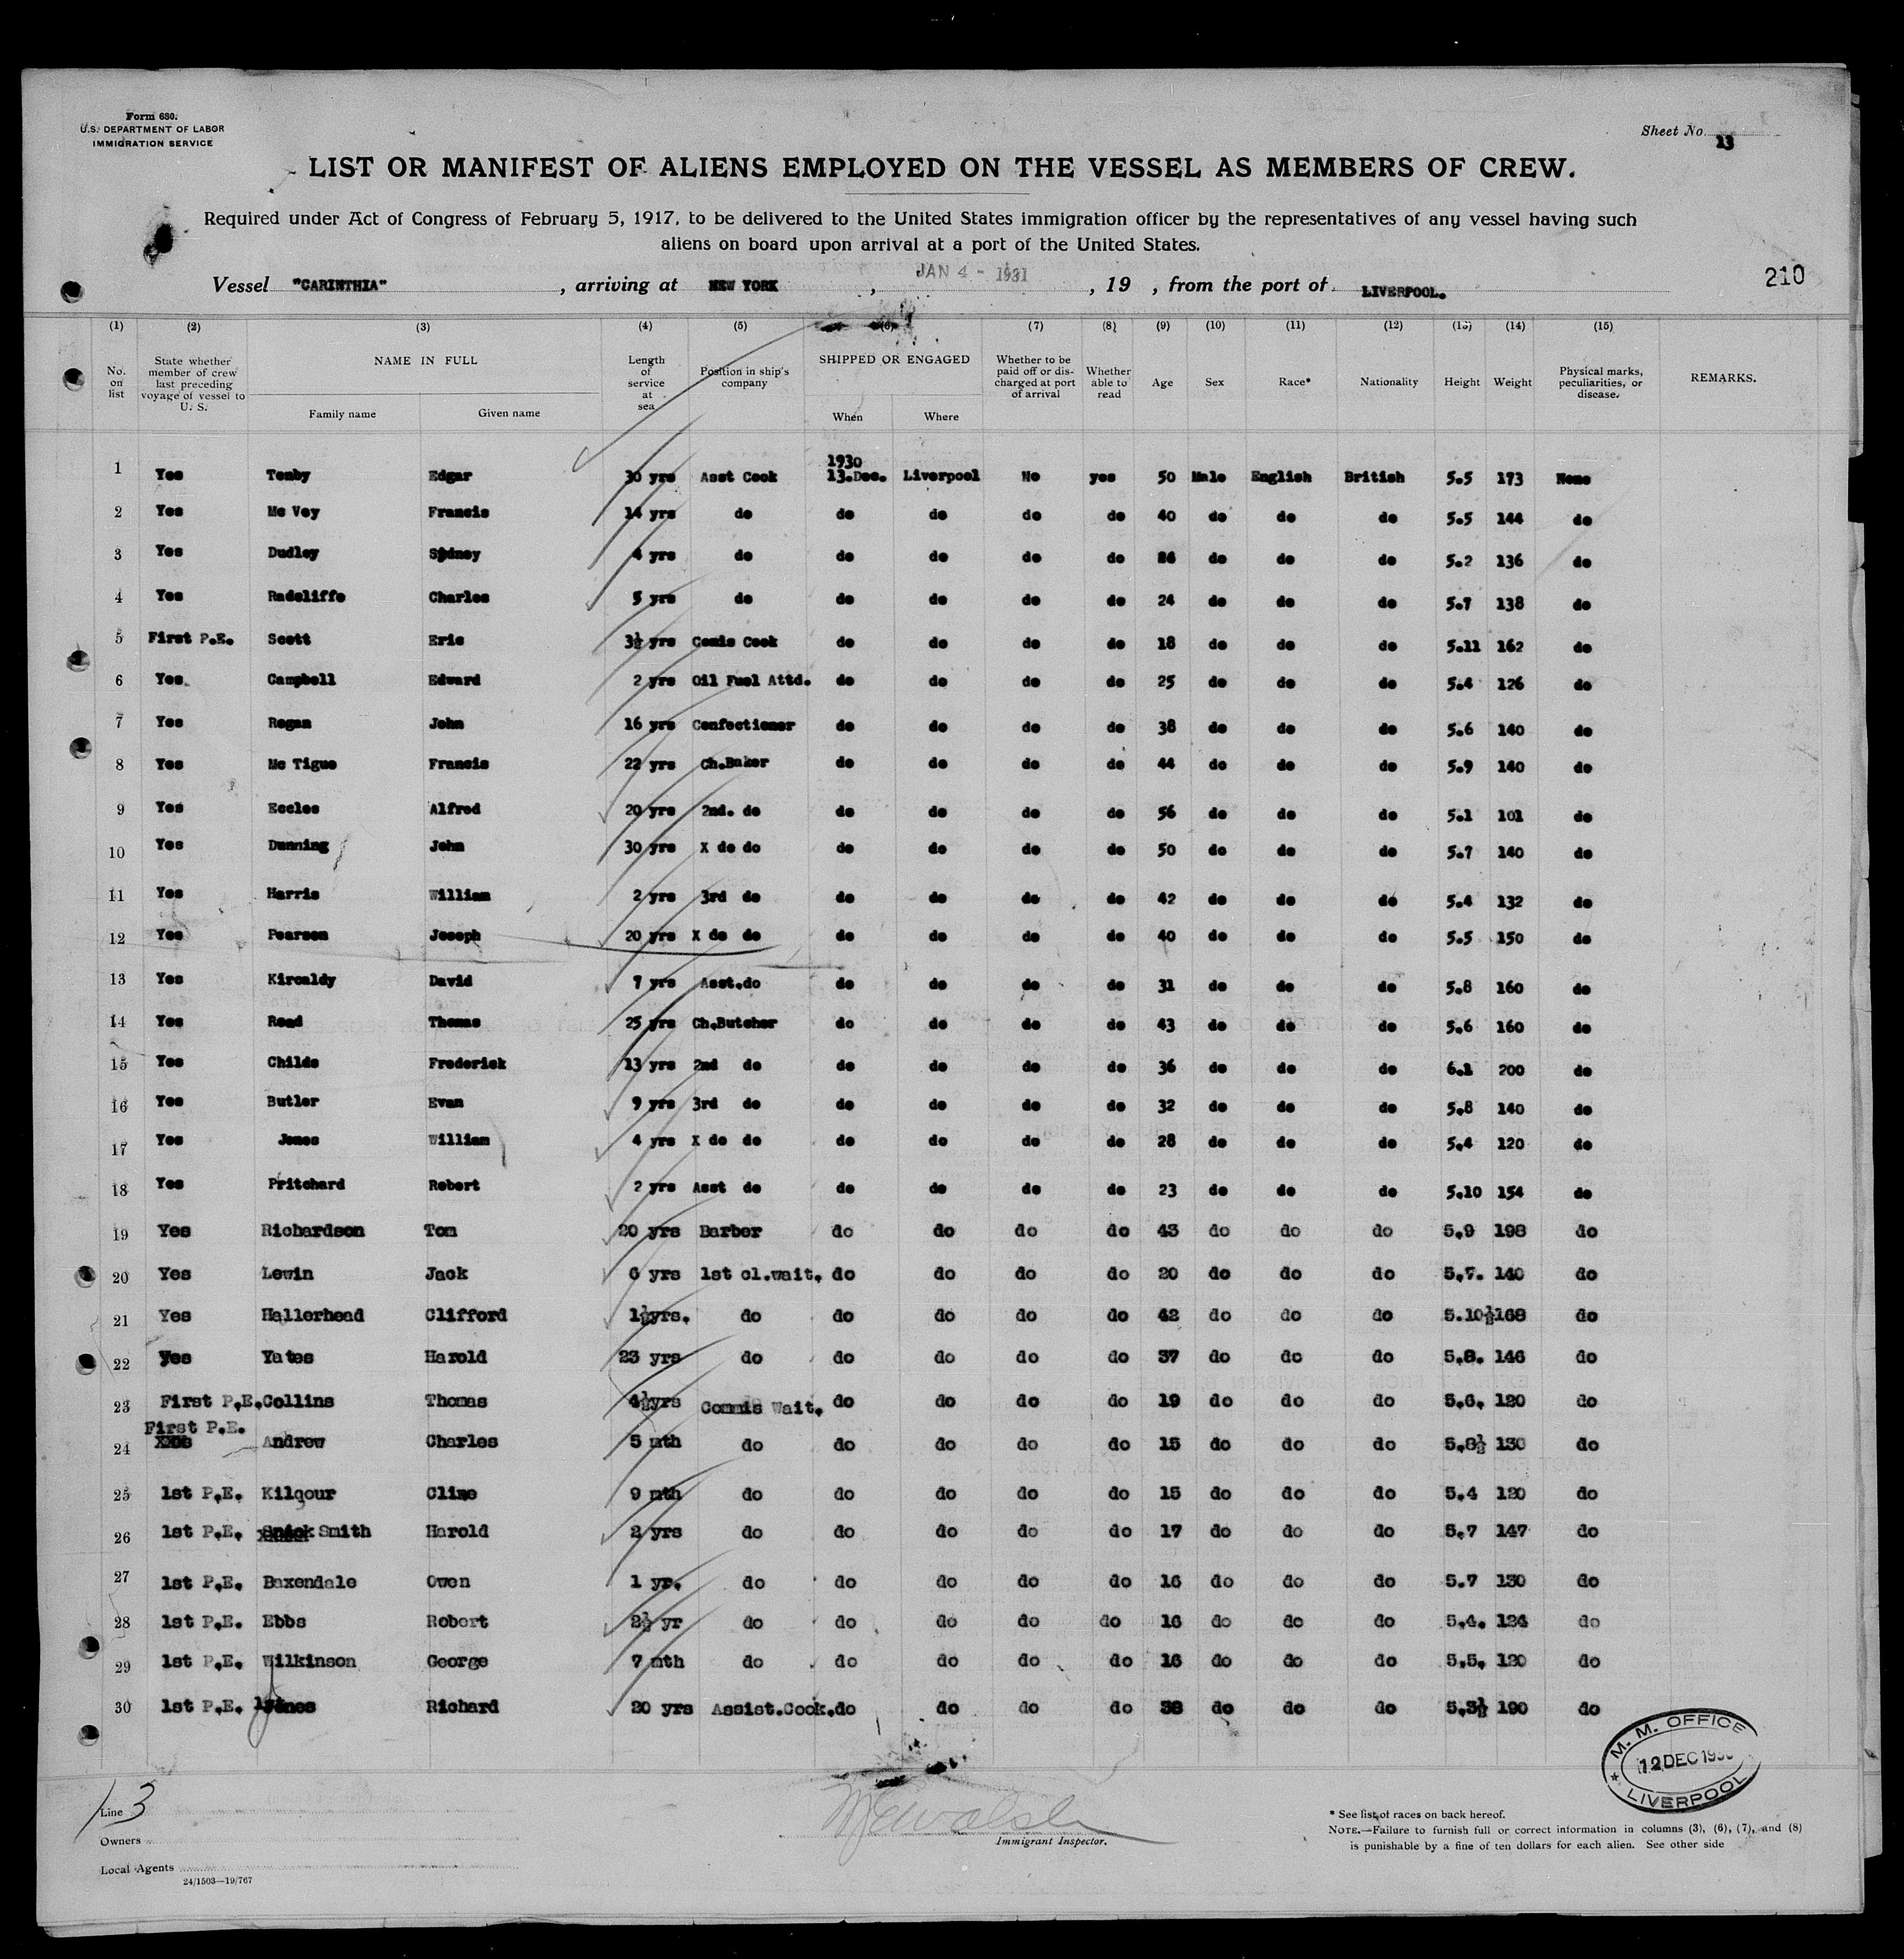 Form 680.
U.S. DEPARTMENT OF LABOR
IMMIGRATION SERVICE
Sheet No. 13
LIST OR MANIFEST OF ALIENS EMPLOYED ON THE VESSEL AS MEMBERS OF CREW.
Required under Act of Congress of February 5, 1917, to be delivered to the United States immigration officer by the representatives of any vessel having such
aliens on board upon arrival at a port of the United States.
Vessel "CARINTHIA", arriving at NEW YORK, JAN 4 - 1931, 19 , from the port of LIVERPOOL.
210
(1) (2) (3) (4) (5) (6) (7) (8) (9) (10) (11) (12) (13) (14) (15)
No. on list State whether member of crew last preceding voyage of vessel to U. S. NAME IN FULL Family name Given name Length of service at sea Position in ship's company SHIPPED OR ENGAGED When Where Whether to be paid off or discharged at port of arrival Whether able to read Age Sex Race* Nationality Height Weight Physical marks, peculiarities, or disease. REMARKS.
1 Yes Tenby Edgar 30 yrs Asst Cook 1930 13.Dec. Liverpool No yes 50 Male English British 5.5 173 None
2 Yes Mc Vey Francis 14 yrs do do do do do 40 do do do 5.5 144 do
3 Yes Dudley Sydney 4 yrs do do do do do 26 do do do 5.2 136 do
4 Yes Radcliffe Charles 5 yrs do do do do do 24 do do do 5.7 138 do
5 First P.E. Scott Eric 3½ yrs Comis Cook do do do do 18 do do do 5.11 162 do
6 Yes. Campbell Edward 2 yrs Oil Fuel Attd. do do do do 25 do do do 5.4 126 do
7 Yes Regan John 16 yrs Confectioner do do do do 38 do do do 5.6 140 do
8 Yes Mc Tigue Francis 22 yrs Ch.Baker do do do do 44 do do do 5.9 140 do
9 Yes Eccles Alfred 20 yrs 2nd. do do do do do 56 do do do 5.1 101 do
10 Yes Dunning John 30 yrs X do do do do do do 50 do do do 5.7 140 do
11 Yes Harris William 2 yrs 3rd do do do do do 42 do do do 5.4 132 do
12 Yes Pearson Joseph 20 yrs X do do do do do do 40 do do do 5.5 150 do
13 Yes Kircaldy David 7 yrs Asst.do do do do do 31 do do do 5.8 160 do
14 Yes Read Thomas 25 yrs Ch.Butcher do do do do 43 do do do 5.6 160 do
15 Yes Childs Frederick 13 yrs 2nd do do do do do 36 do do do 6.1 200 do
16 Yes Butler Evan 9 yrs 3rd do do do do do 32 do do do 5.8 140 do
17 Yes Jones William 4 yrs X do do do do do do 28 do do do 5.4 120 do
18 Yes Pritchard Robert 2 yrs Asst do do do do do 23 do do do 5.10 154 do
19 Yes Richardson Tom 20 yrs Barber do do do do 43 do do do 5.9 198 do
20 Yes Lewin Jack 6 yrs 1st cl.wait. do do do do 20 do do do 5.7. 140 do
21 Yes Hallerhead Clifford 1½yrs. do do do do do 42 do do do 5.10½ 168 do
22 Yes Yates Harold 23 yrs do do do do do 37 do do do 5.8. 146 do
23 First P.E. Collins Thomas 4½yrs Commis Wait. do do do do 19 do do do 5.6. 120 do
24 First P.E. Andrew Charles 5 mth do do do do do 15 do do do 5.8½ 130 do
25 1st P.E. Kilgour Clive 9 mth do do do do do 15 do do do 5.4 120 do
26 1st P.E. Smith Harold 2 yrs do do do do do 17 do do do 5.7 147 do
27 1st P.E. Baxendale Owen 1 yr. do do do do do 16 do do do 5.7 130 do
28 1st P.E. Ebbs Robert 2½ yr do do do do do 16 do do do 5.4. 124 do
29 1st P.E. Wilkinson George 7 mth do do do do do 16 do do do 5.5. 120 do
30 1st P.E. Jones Richard 20 yrs Assist.Cook. do do do do 38 do do do 5.3½ 190 do
M. M. OFFICE
12 DEC 193
LIVERPOOL
Line 13
Owners
Local Agents
24/1503—19/767
Immigrant Inspector.
* See list of races on back hereof.
NOTE.—Failure to furnish full or correct information in columns (3), (6), (7), and (8)
is punishable by a fine of ten dollars for each alien. See other side